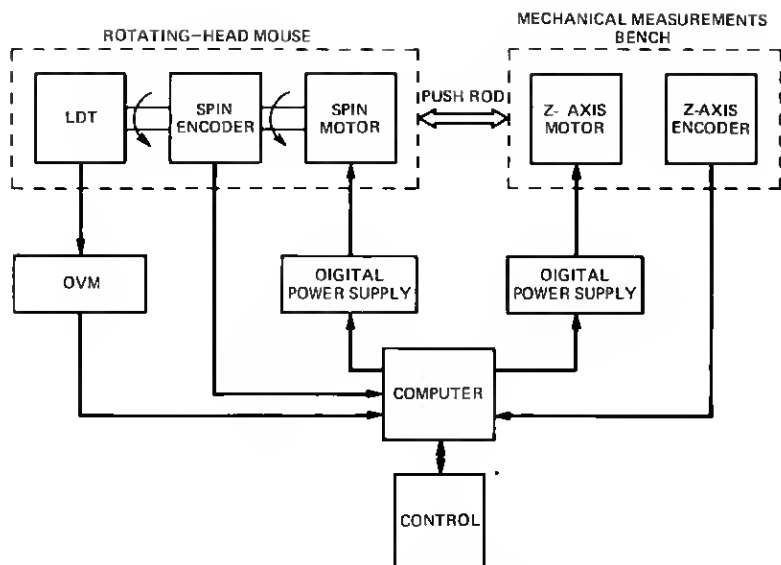 ROTATING-HEAD MOUSE
MECHANICAL MEASUREMENTS
BENCH
LDT
SPIN
ENCODER
SPIN
MOTOR
PUSH ROD
Z- AXIS
MOTOR
Z-AXIS
ENCODER
OVM
OIGITAL
POWER SUPPLY
OIGITAL
POWER SUPPLY
COMPUTER
CONTROL